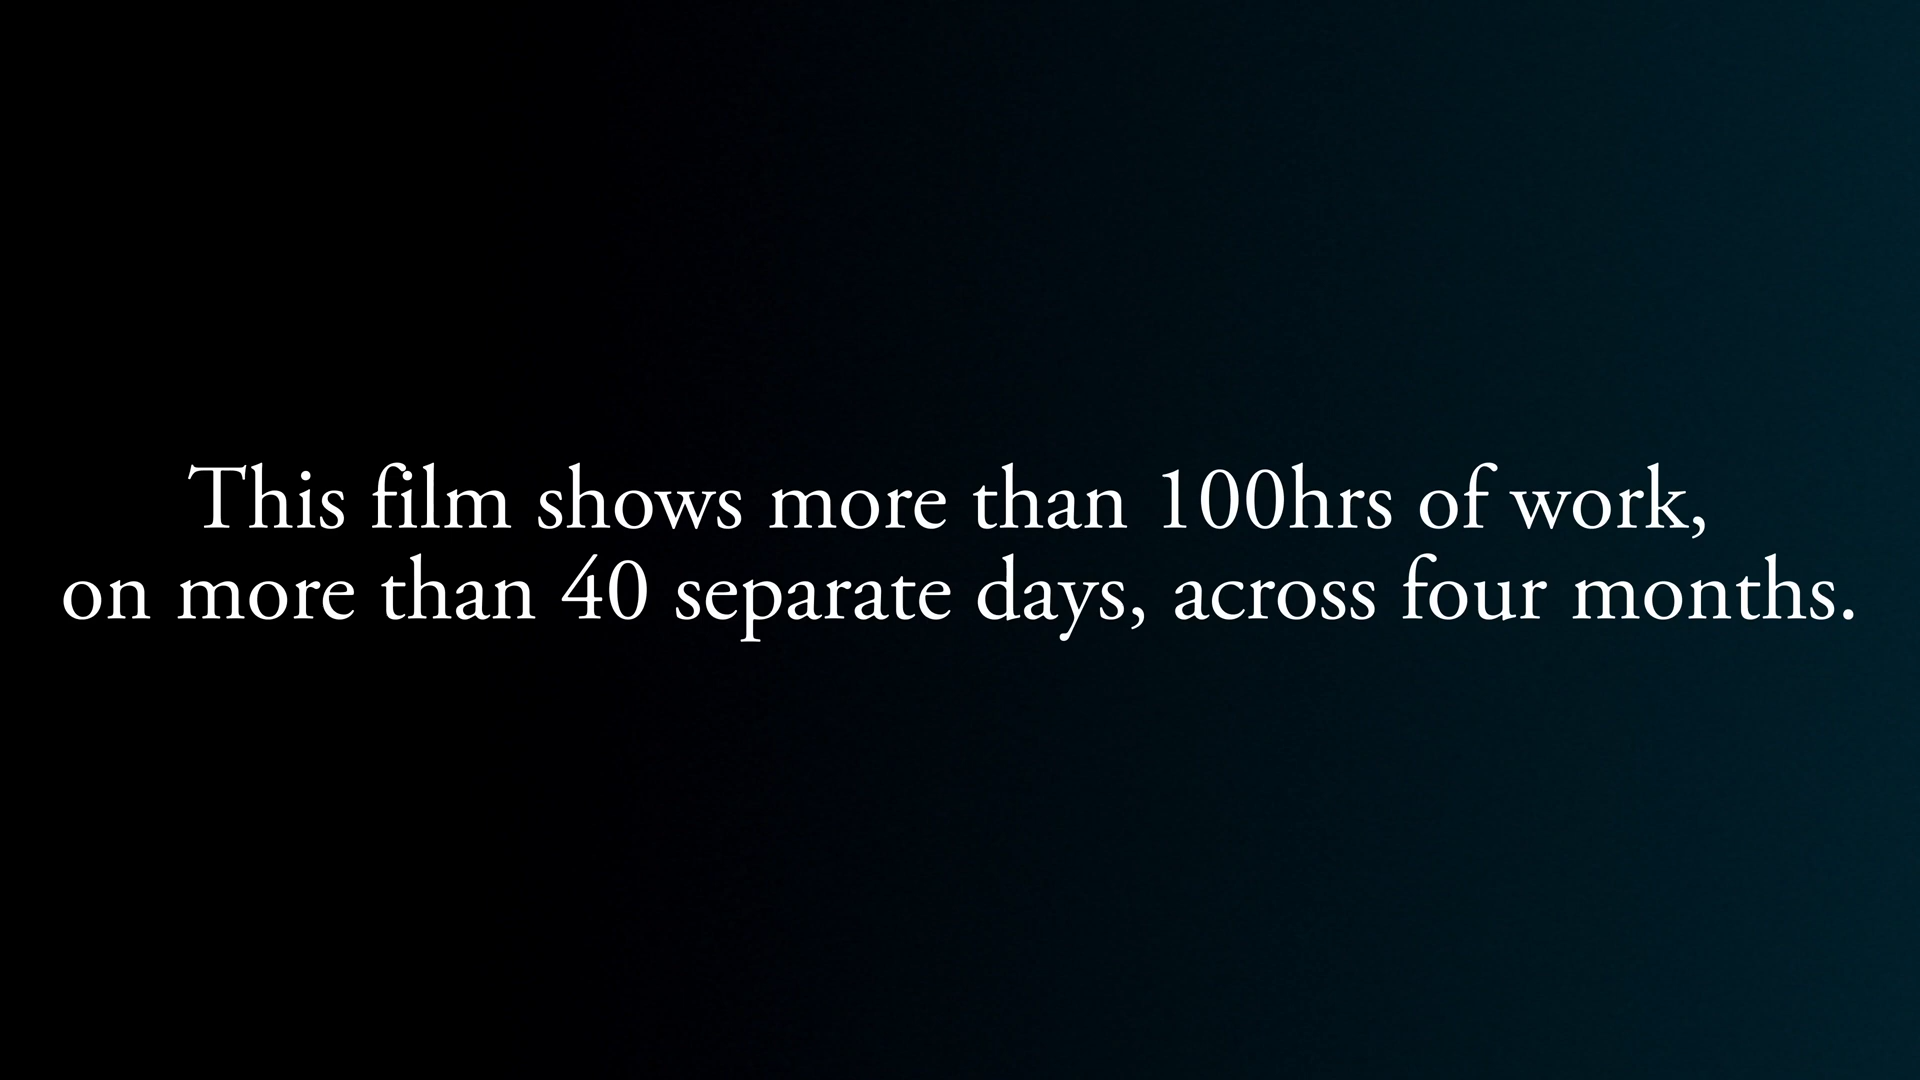 This film shows more than 100hrs of work,
on more than 40 separate days, across four months.